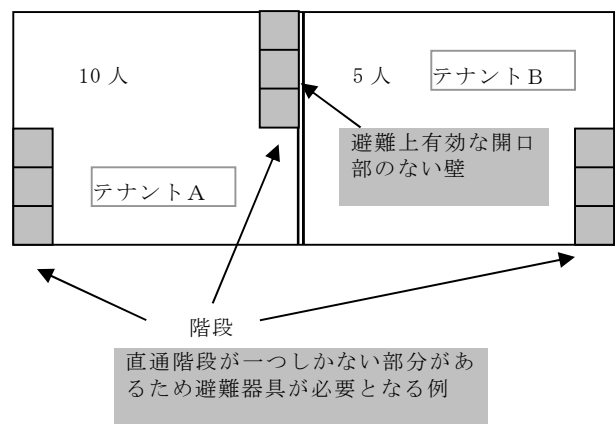 10人
5人
テナントB
避難上有効な開口
部のない壁
テナントA
階段
直通階段が一つしかない部分があ
るため避難器具が必要となる例